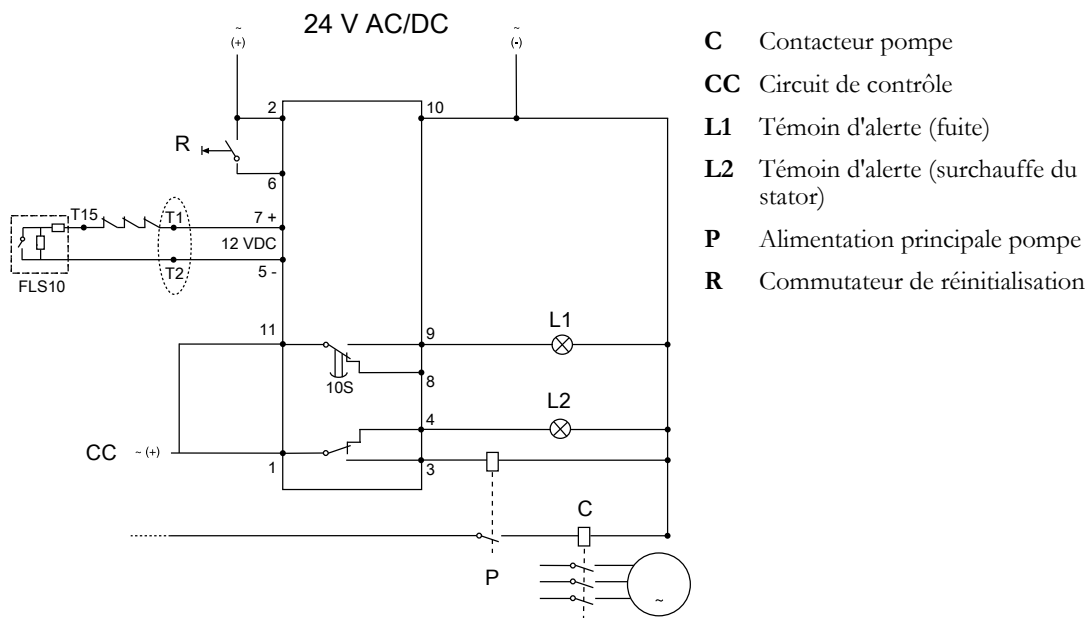 24 V AC/DC
~
(+)
~
(-)
2
10
R
6
T15
T1
7 +
12 VDC
T2
5 -
FLS10
11
9
L1
10S
8
4
L2
CC ~ (+)
1
3
C
P
~
C Contacteur pompe
CC Circuit de contrôle
L1 Témoin d'alerte (fuite)
L2 Témoin d'alerte (surchauffe du
stator)
P Alimentation principale pompe
R Commutateur de réinitialisation